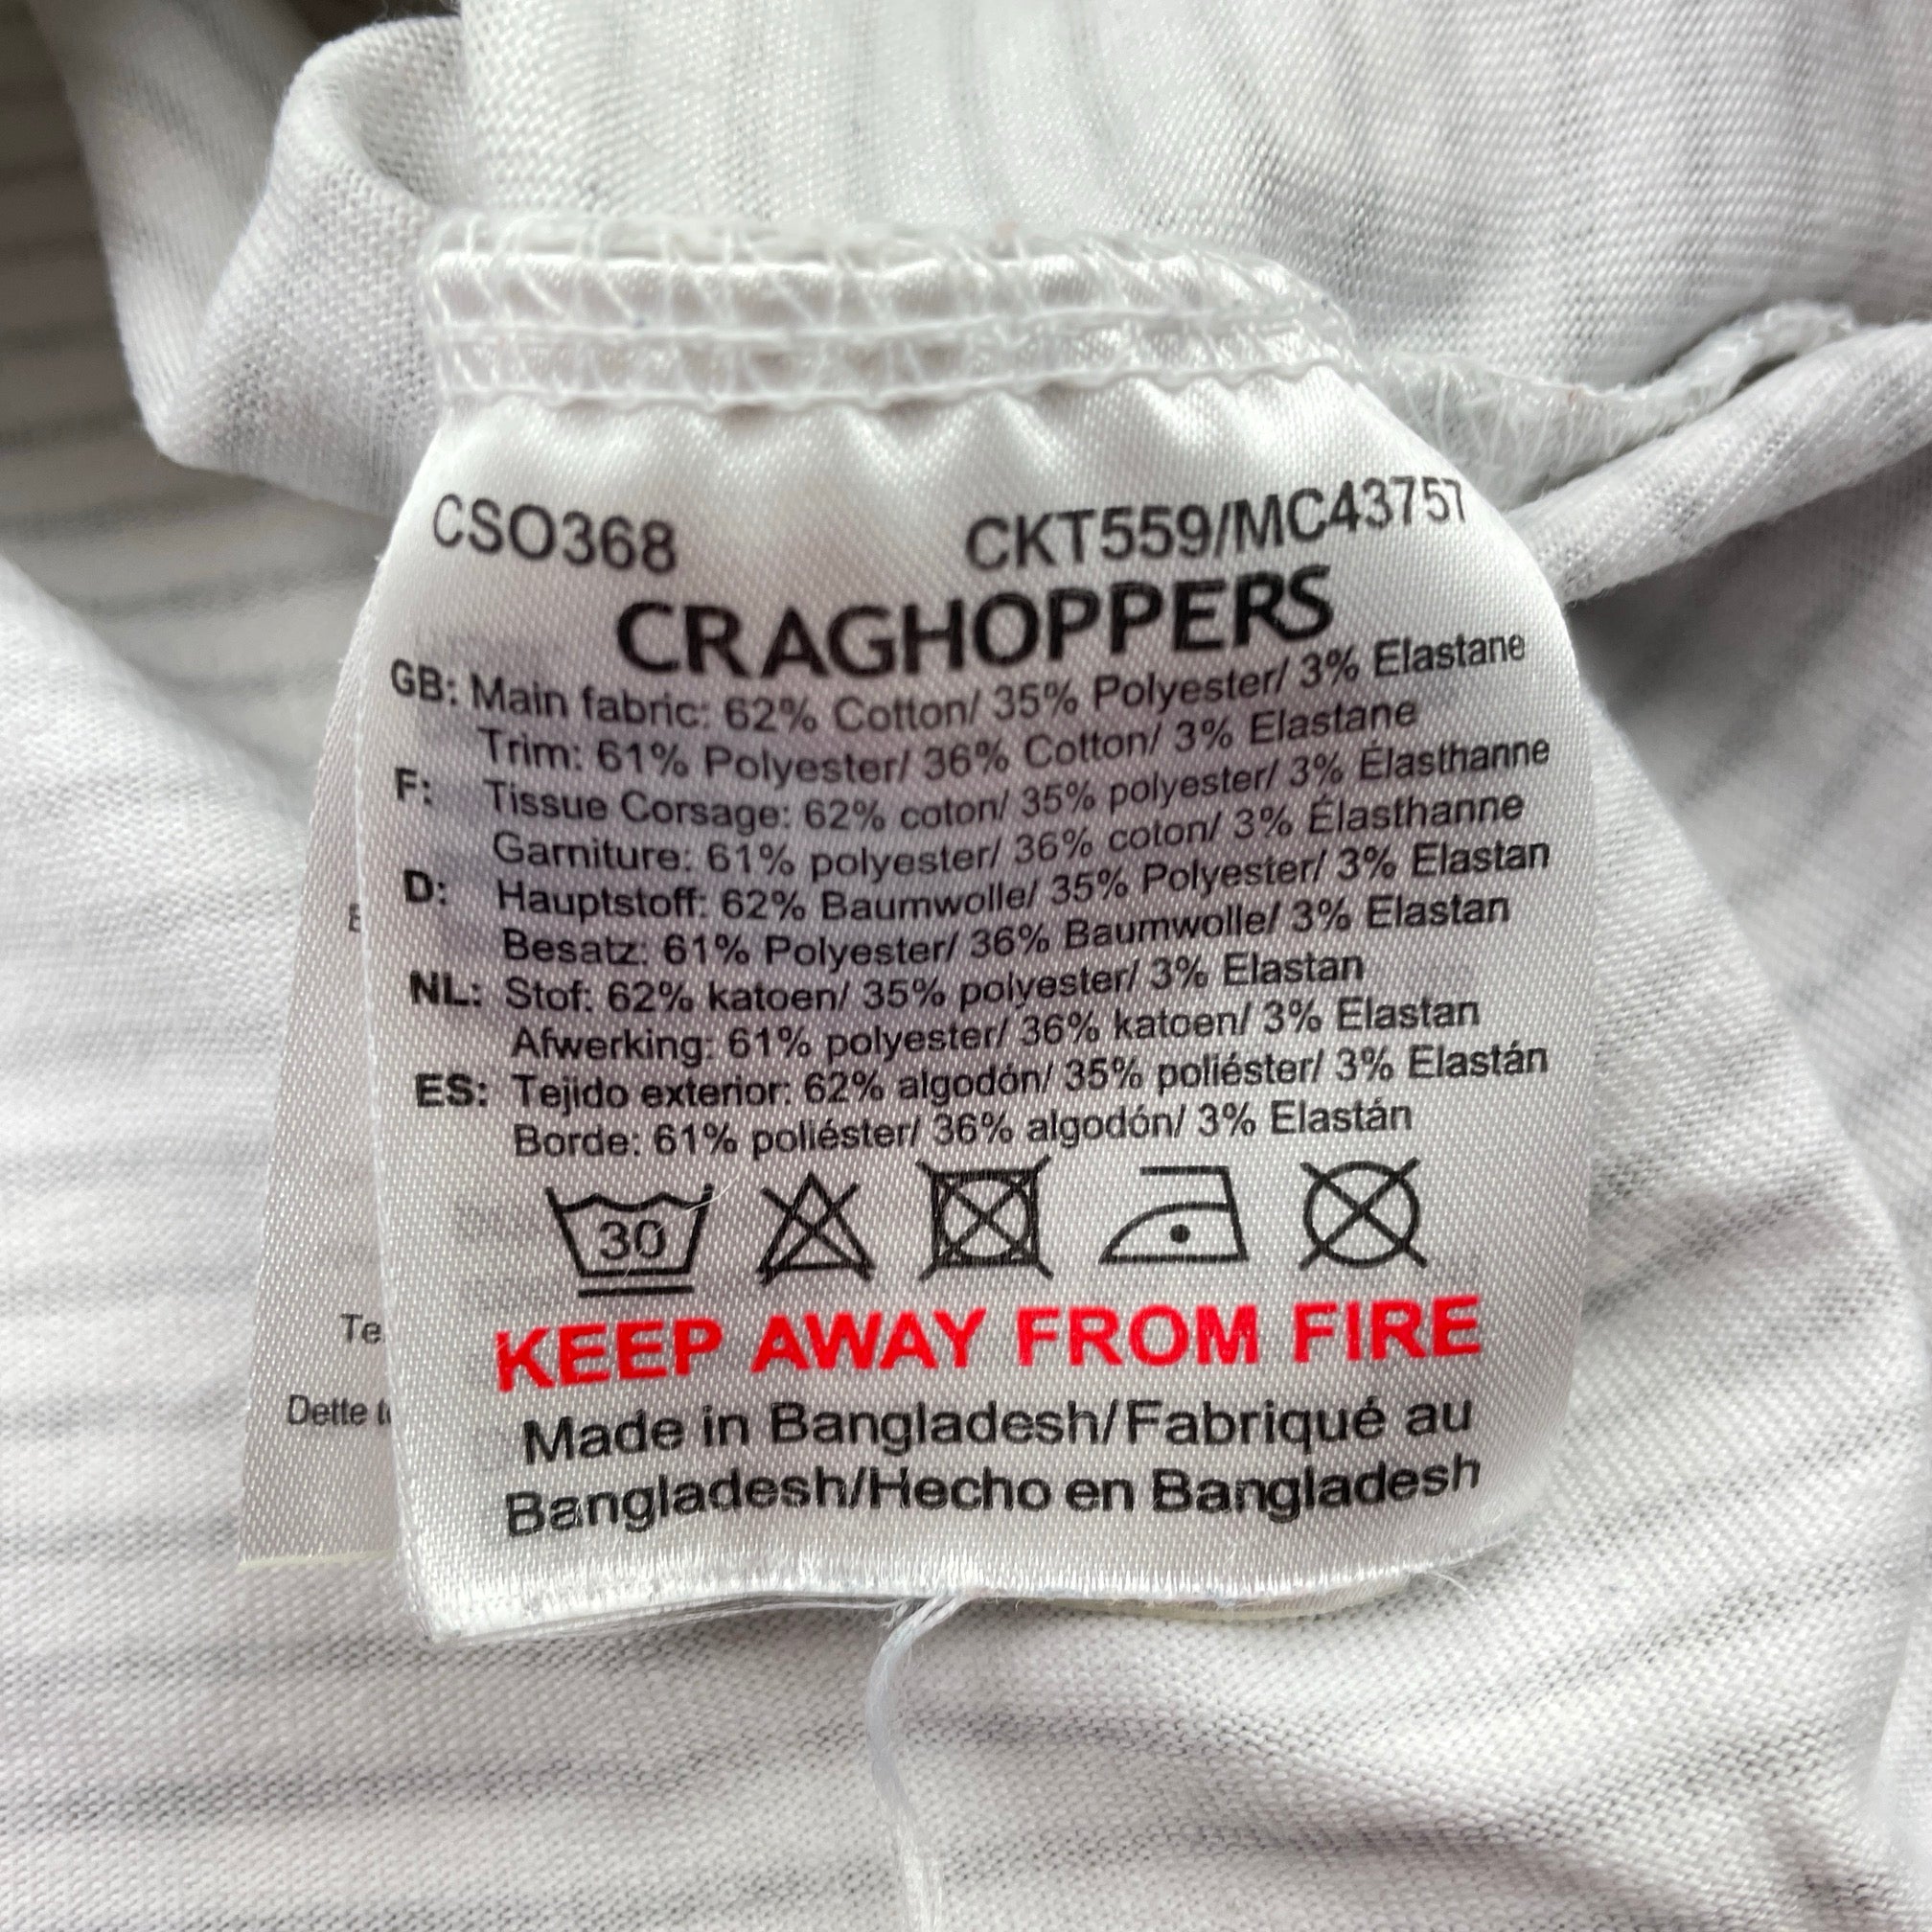 CSO368 CKT559/MC43757
CRAGHOPPERS
GB: Main fabric: 62% Cotton/ 35% Polyester/ 3% Elastane
Trim: 61% Polyester/ 36% Cotton/ 3% Elastane
F: Tissue Corsage: 62% coton/ 35% polyester/ 3% Élasthanne
Garniture: 61% polyester/ 36% coton/ 3% Élasthanne
D: Hauptstoff: 62% Baumwolle/ 35% Polyester/ 3% Elastan
Besatz: 61% Polyester/ 36% Baumwolle/ 3% Elastan
NL: Stof: 62% katoen/ 35% polyester/ 3% Elastan
Afwerking: 61% polyester/ 36% katoen/ 3% Elastan
ES: Tejido exterior: 62% algodón/ 35% poliéster/ 3% Elastán
Borde: 61% poliéster/ 36% algodón/ 3% Elastán
30
KEEP AWAY FROM FIRE
Made in Bangladesh/Fabriqué au
Bangladesh/Hecho en Bangladesh
Te
Dette